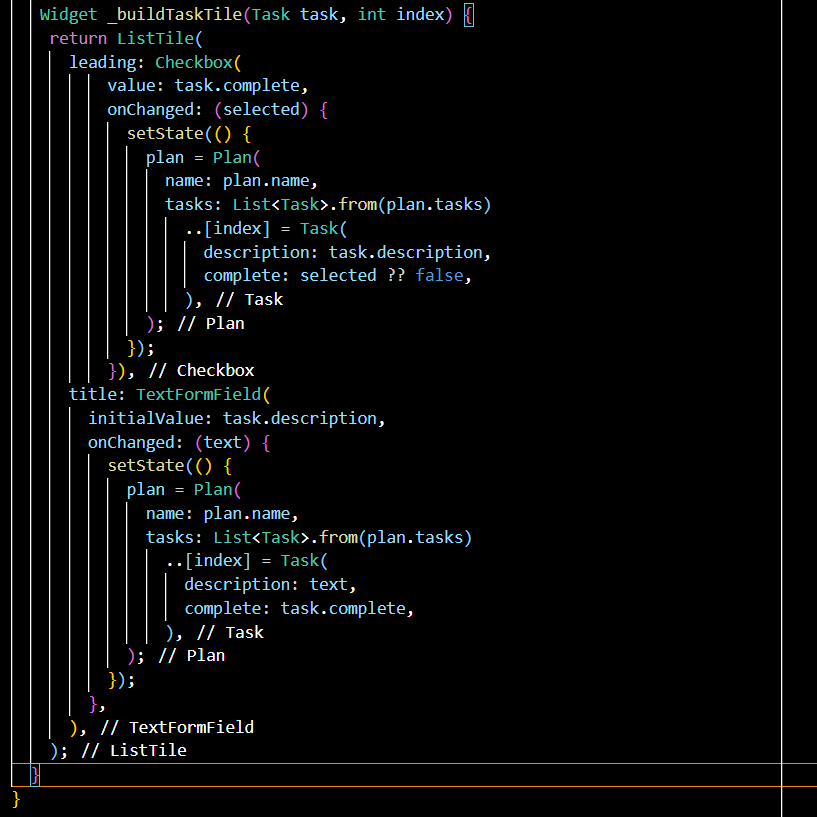 Widget _buildTaskTile(Task task, int index) {
return ListTile(
leading: Checkbox(
value: task.complete,
onChanged: (selected) {
setState(() {
plan = Plan(
name: plan.name,
tasks: List<Task>.from(plan.tasks)
..[index] = Task(
description: task.description,
complete: selected ?? false,
), // Task
); // Plan
});
}), // Checkbox
title: TextFormField(
initialValue: task.description,
onChanged: (text) {
setState(() {
plan = Plan(
name: plan.name,
tasks: List<Task>.from(plan.tasks)
..[index] = Task(
description: text,
complete: task.complete,
), // Task
); // Plan
});
},
), // TextFormField
); // ListTile
}
}